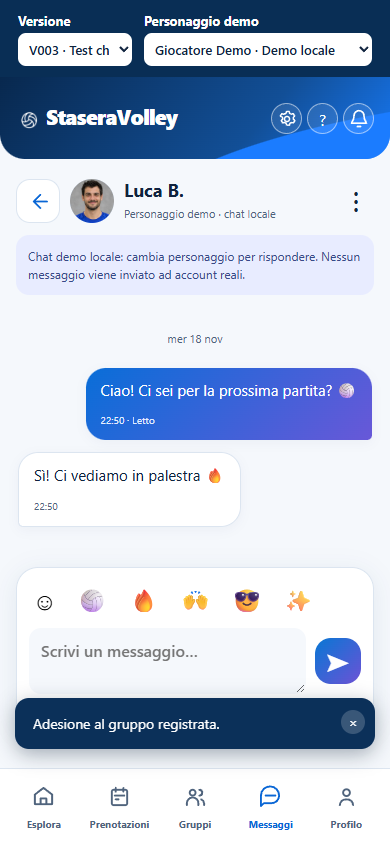 Versione
Personaggio demo
V003 · Test ch
Giocatore Demo · Demo locale
StaseraVolley
?
Luca B.
Personaggio demo · chat locale
Chat demo locale: cambia personaggio per rispondere. Nessun
messaggio viene inviato ad account reali.
mer 18 nov
Ciao! Ci sei per la prossima partita? 🏐
22:50 · Letto
Sì! Ci vediamo in palestra 🔥
22:50
Scrivi un messaggio...
Adesione al gruppo registrata.
×
Esplora
Prenotazioni
Gruppi
Messaggi
Profilo